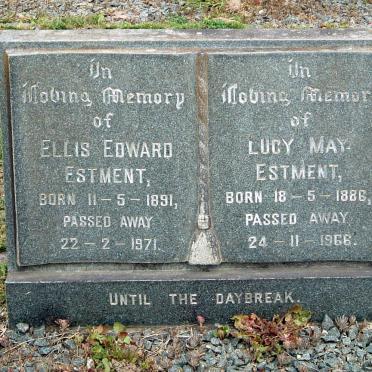 In
Loving Memory
of
ELLIS EDWARD
ESTMENT,
BORN 11-5-1891,
PASSED AWAY
22-2-1971.
In
Loving Memory
of
LUCY MAY
ESTMENT,
BORN 18-5-1886,
PASSED AWAY
24-11-1966.
UNTIL THE DAYBREAK.